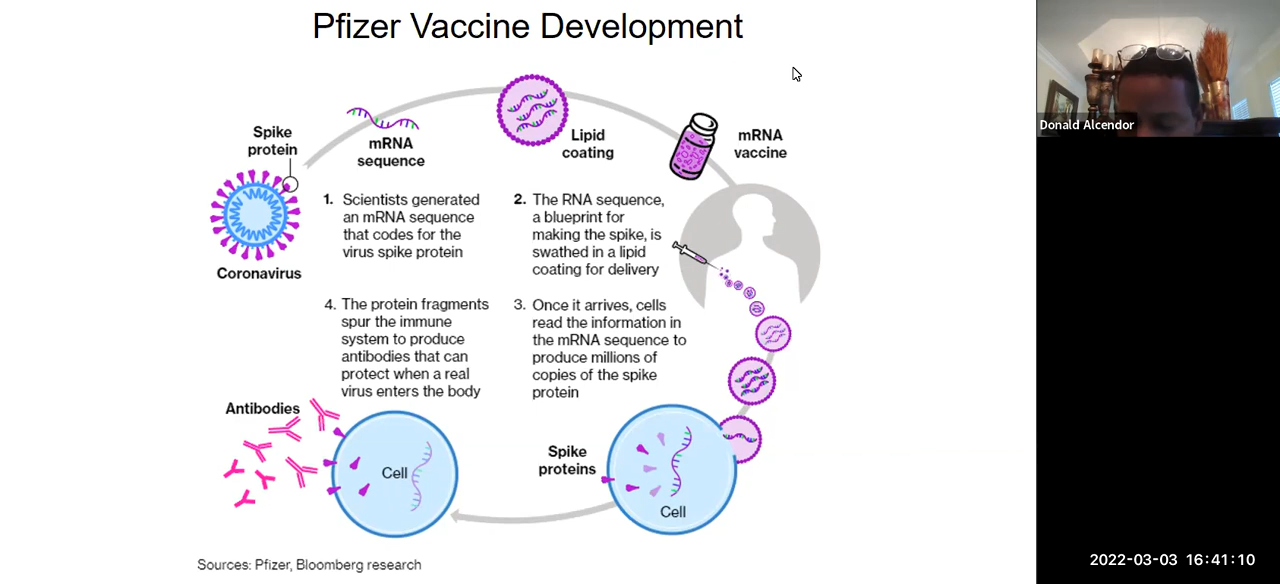 Pfizer Vaccine Development
Donald Alcendor
Spike
protein
mRNA
sequence
Lipid
coating
mRNA
vaccine
Coronavirus
1. Scientists generated
an mRNA sequence
that codes for the
virus spike protein
2. The RNA sequence,
a blueprint for
making the spike, is
swathed in a lipid
coating for delivery
4. The protein fragments
spur the immune
system to produce
antibodies that can
protect when a real
virus enters the body
3. Once it arrives, cells
read the information in
the mRNA sequence to
produce millions of
copies of the spike
protein
Antibodies
Cell
Spike
proteins
Cell
Sources: Pfizer, Bloomberg research
2022-03-03 16:41:10